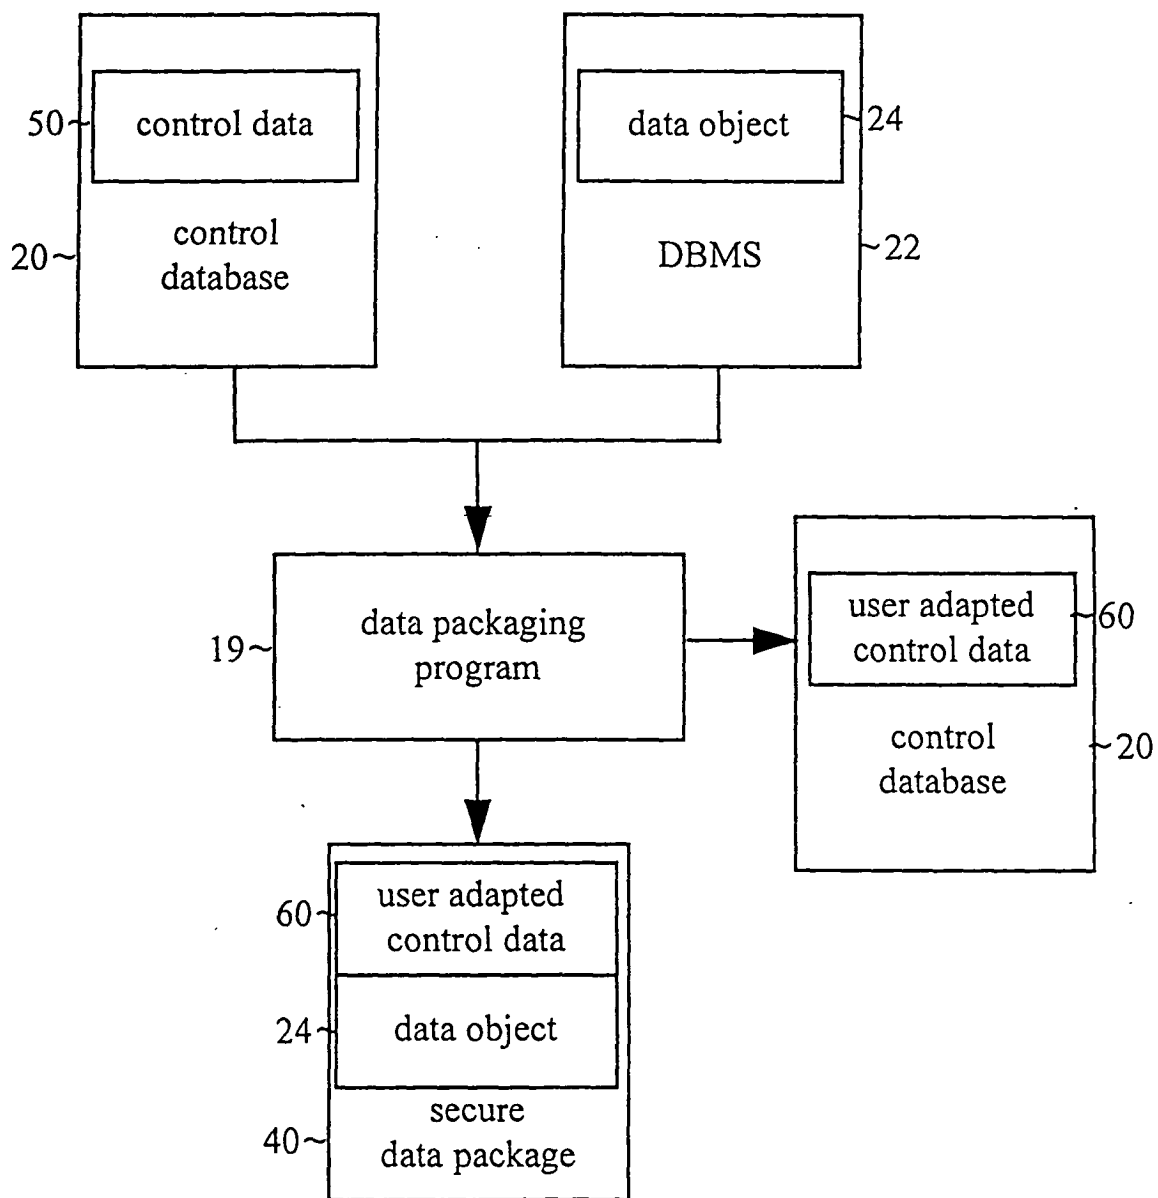 50
control data
data object
24
20
control
database
DBMS
22
19
data packaging
program
user adapted
control data
60
control
database
20
60
user adapted
control data
24
data object
40
secure
data package